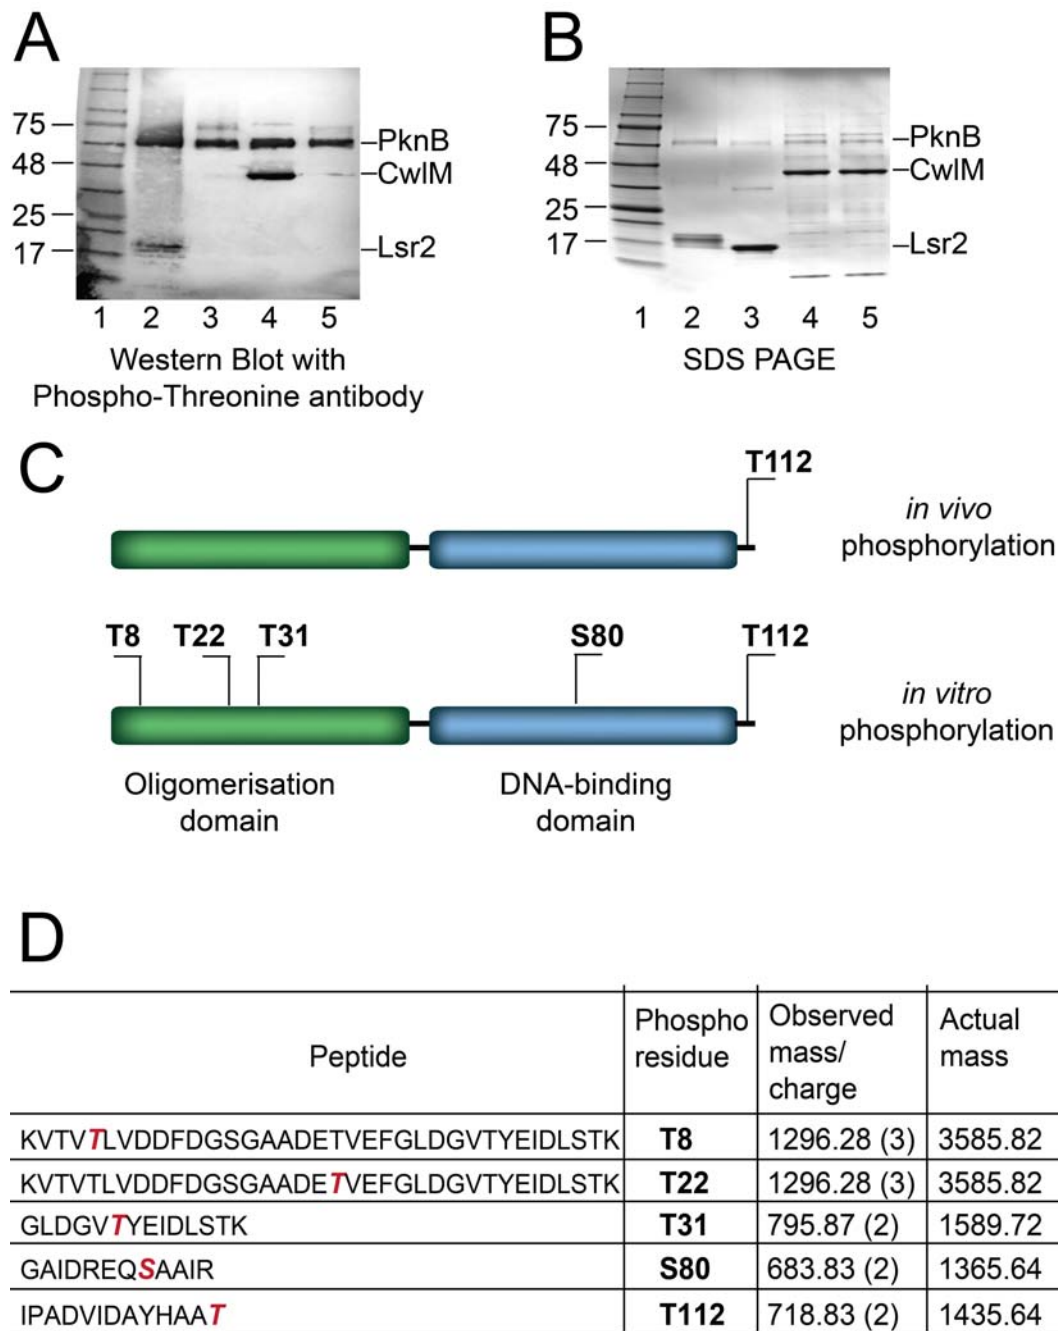 A
75
48
25
17
PknB
CwlM
Lsr2
1 2 3 4 5
Western Blot with
Phospho-Threonine antibody
B
75
48
25
17
PknB
CwlM
Lsr2
1 2 3 4 5
SDS PAGE
C
T112
in vivo
phosphorylation
T8 T22 T31 S80 T112
in vitro
phosphorylation
Oligomerisation
domain
DNA-binding
domain
D
Peptide
Phospho
residue
Observed
mass/
charge
Actual
mass
KVTVTLVDDFDGSGAADETVEFGLDGVTYEIDLSTK T8 1296.28 (3) 3585.82
KVTVTLVDDFDGSGAADETVEFGLDGVTYEIDLSTK T22 1296.28 (3) 3585.82
GLDGVTYEIDLSTK T31 795.87 (2) 1589.72
GAIDREQSAAIR S80 683.83 (2) 1365.64
IPADVIDAYHAAT T112 718.83 (2) 1435.64